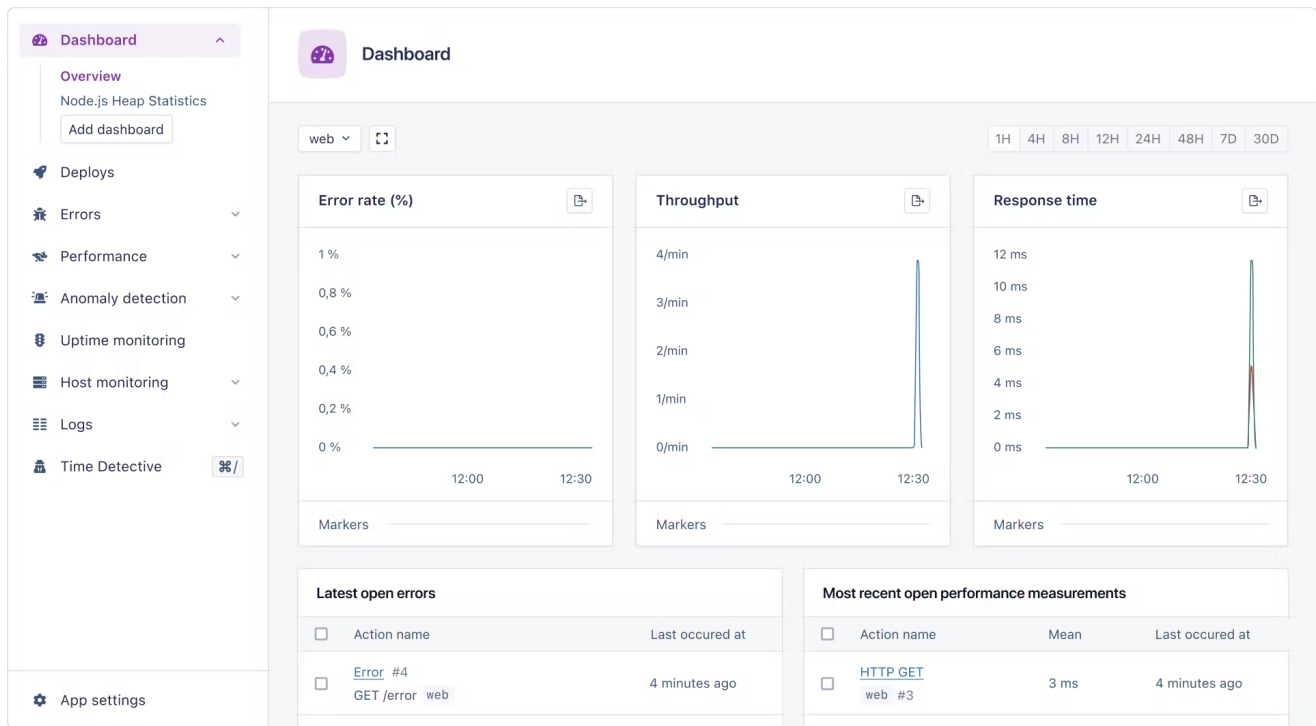 Dashboard
Overview
Node.js Heap Statistics
Add dashboard
Deploys
Errors
Performance
Anomaly detection
Uptime monitoring
Host monitoring
Logs
Time Detective ⌘/
App settings
Dashboard
web
1H 4H 8H 12H 24H 48H 7D 30D
Error rate (%)
1 %
0,8 %
0,6 %
0,4 %
0,2 %
0 %
12:00 12:30
Markers
Throughput
4/min
3/min
2/min
1/min
0/min
12:00 12:30
Markers
Response time
12 ms
10 ms
8 ms
6 ms
4 ms
2 ms
0 ms
12:00 12:30
Markers
Latest open errors
Action name Last occured at
Error #4
GET /error web
4 minutes ago
Most recent open performance measurements
Action name Mean Last occured at
HTTP GET
web #3
3 ms 4 minutes ago